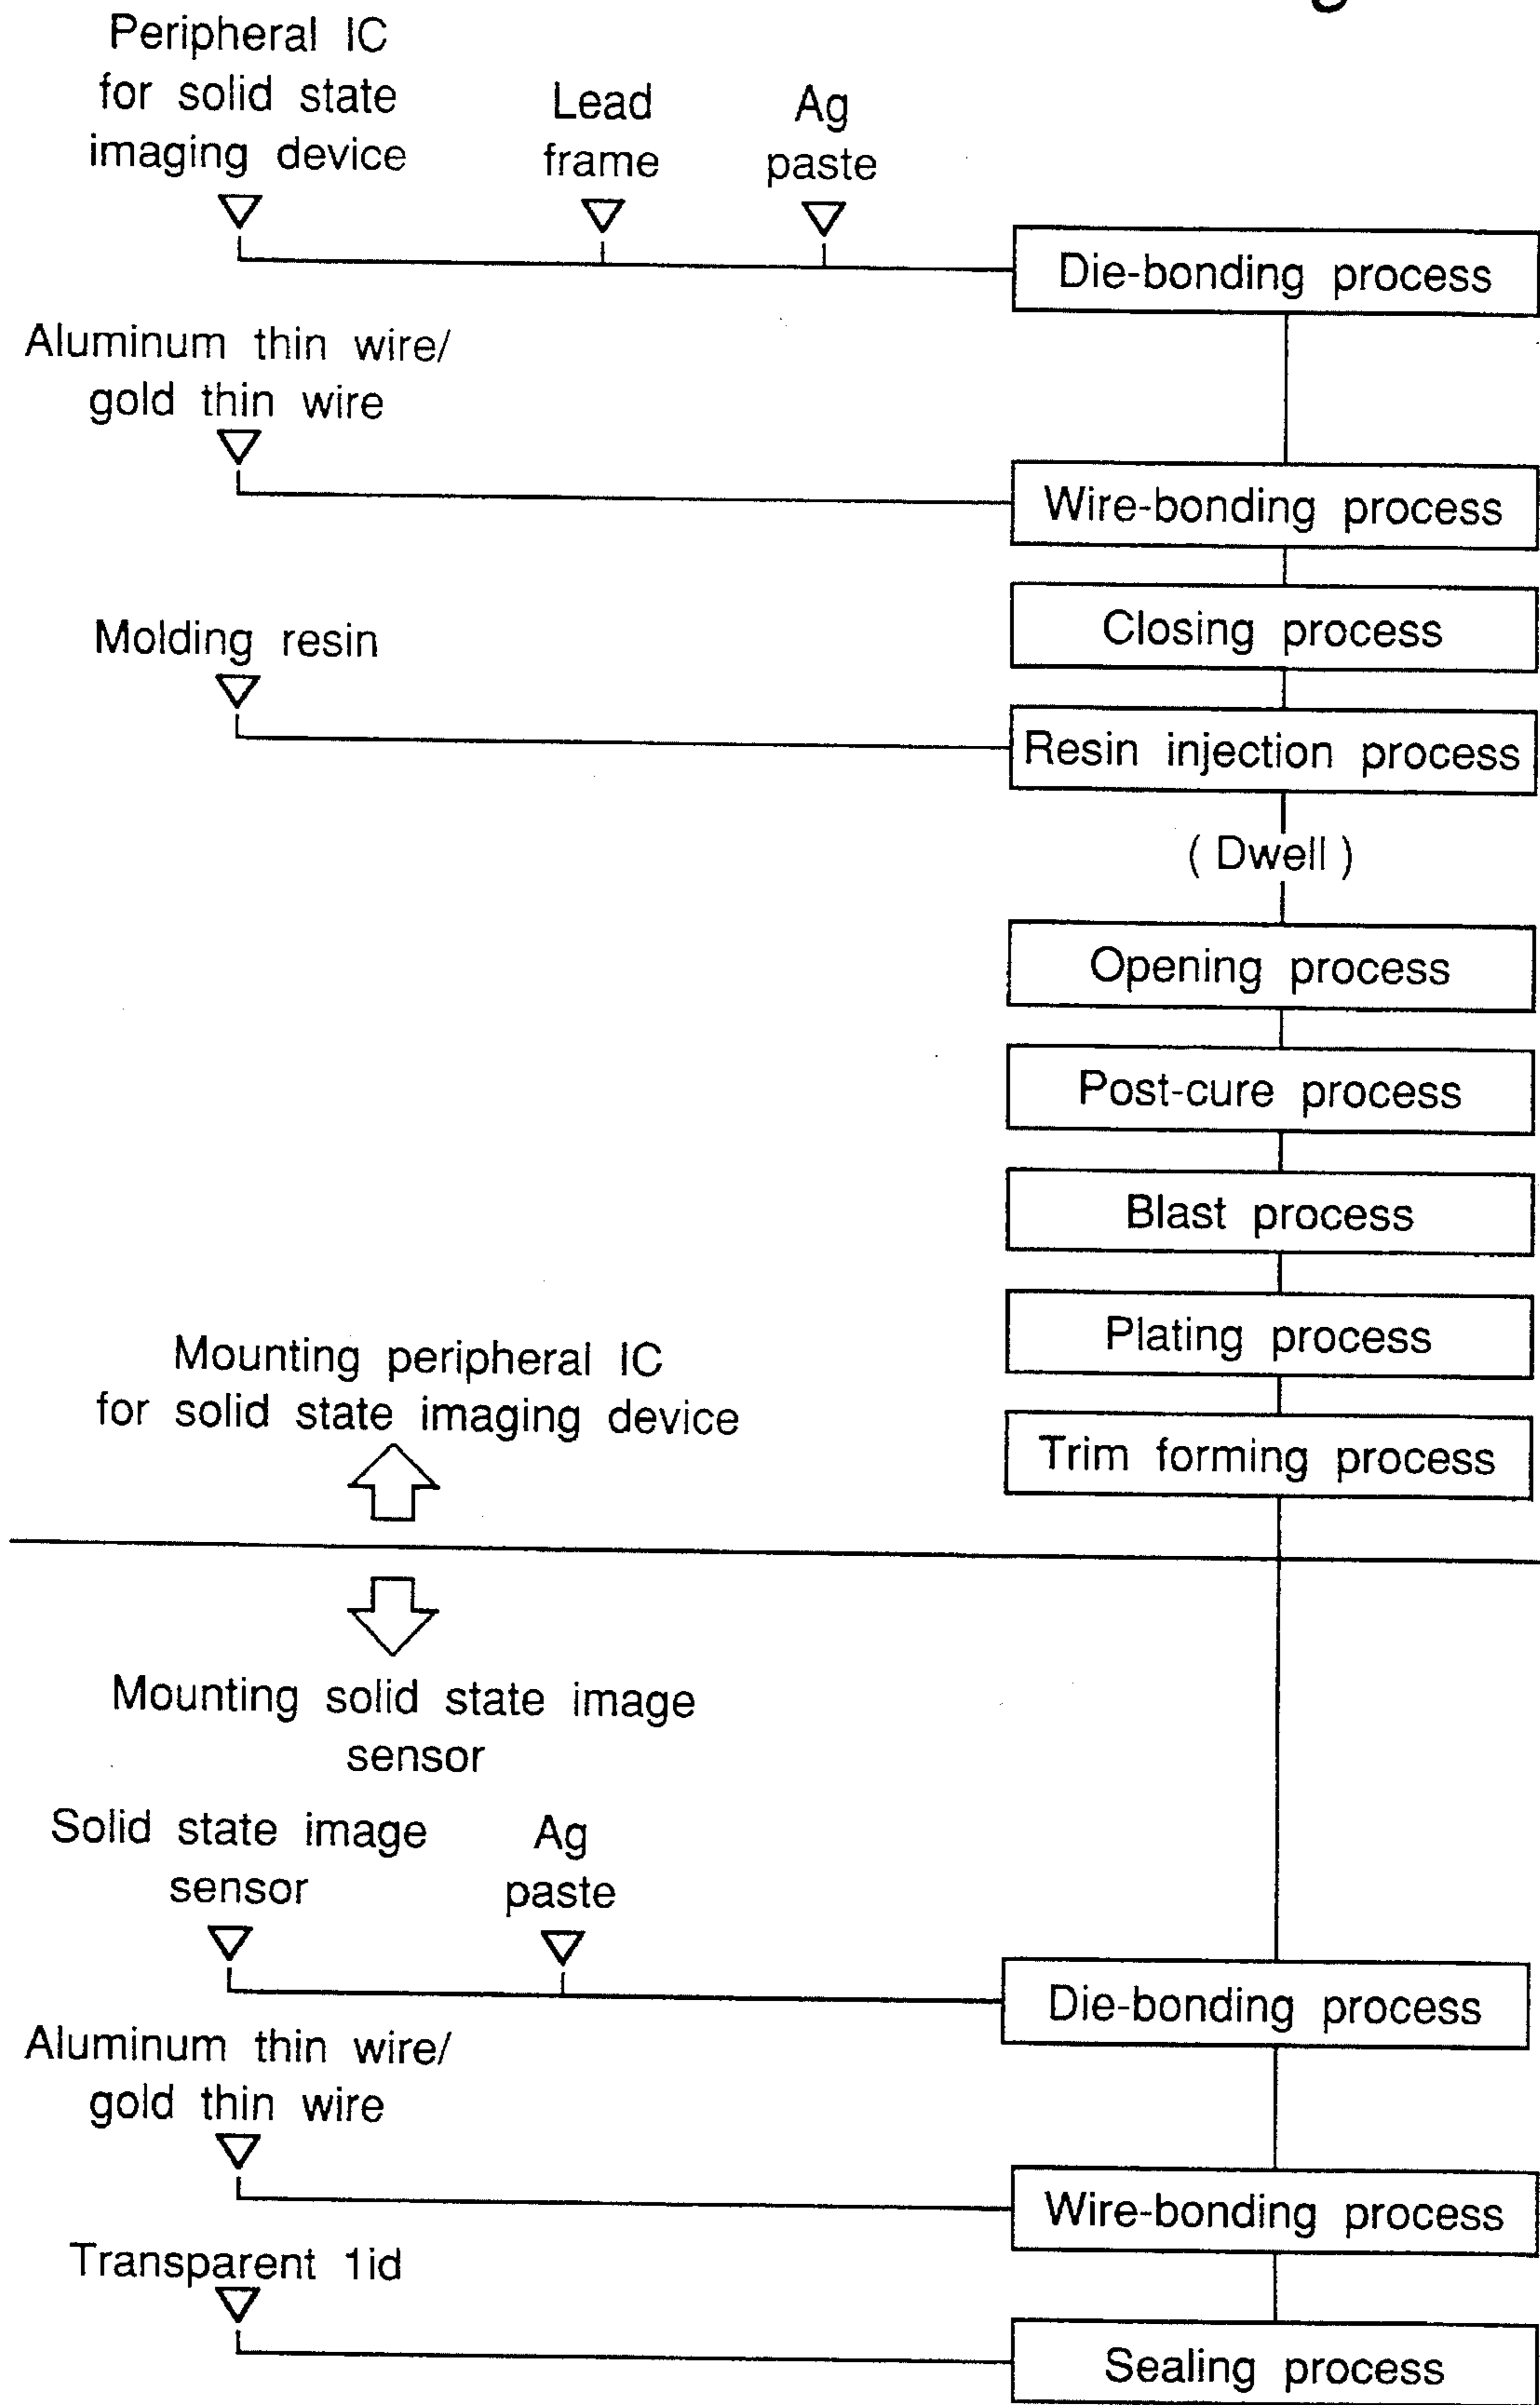 Peripheral IC
for solid state
imaging device
Lead
frame
Ag
paste
Die-bonding process
Aluminum thin wire/
gold thin wire
Wire-bonding process
Closing process
Molding resin
Resin injection process
( Dwell )
Opening process
Post-cure process
Blast process
Plating process
Mounting peripheral IC
for solid state imaging device
Trim forming process
Mounting solid state image
sensor
Solid state image
sensor
Ag
paste
Die-bonding process
Aluminum thin wire/
gold thin wire
Wire-bonding process
Transparent 1id
Sealing process